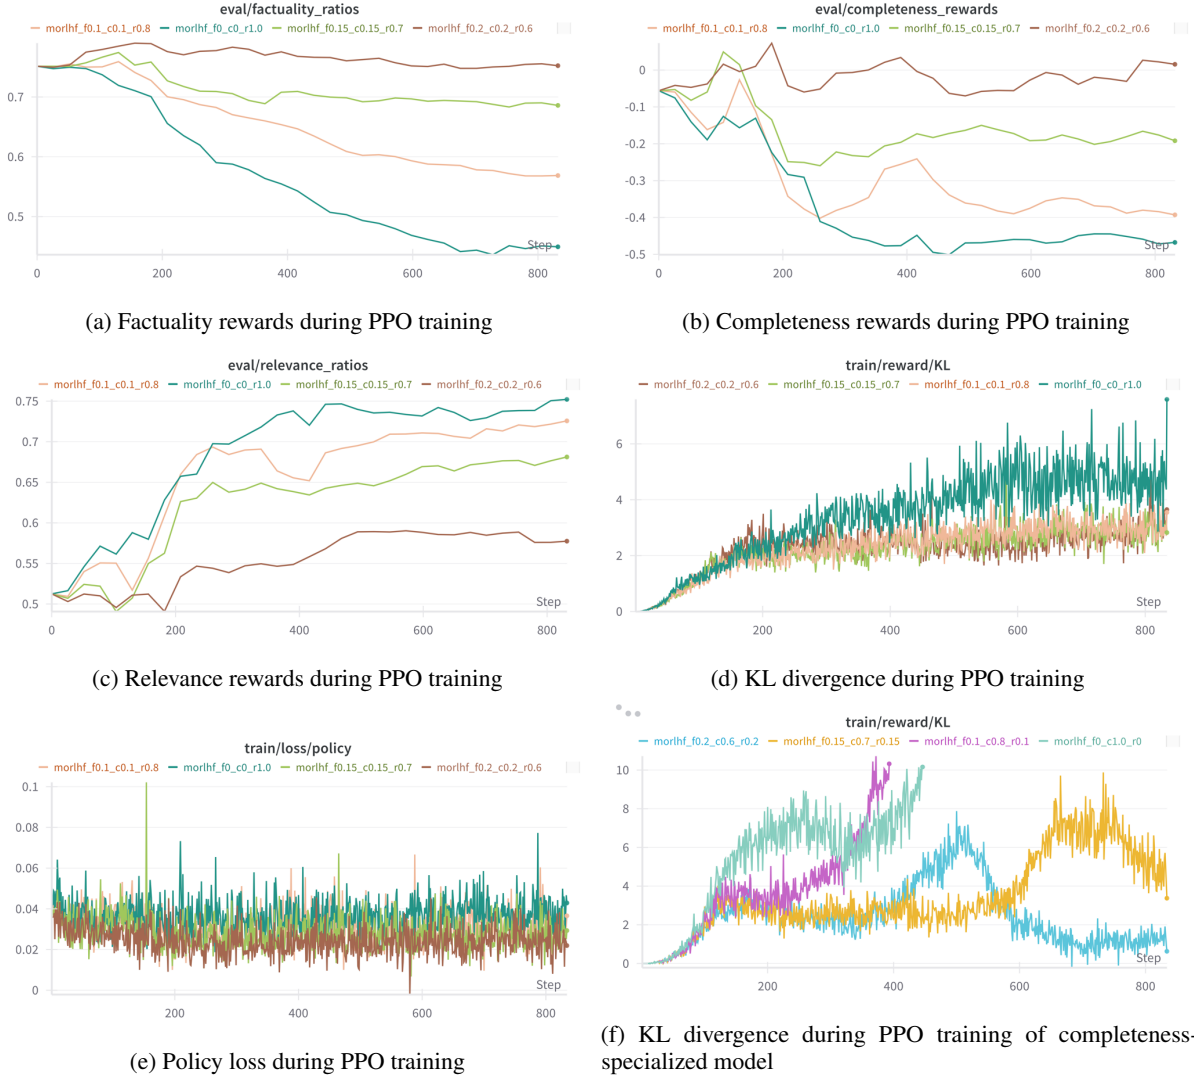 eval/factuality_ratios
morlhf_f0.1_c0.1_r0.8 morlhf_f0_c0_r1.0 morlhf_f0.15_c0.15_r0.7 morlhf_f0.2_c0.2_r0.6
0.7
0.6
0.5
Step
0 200 400 600 800
(a) Factuality rewards during PPO training
eval/completeness_rewards
morlhf_f0.1_c0.1_r0.8 morlhf_f0_c0_r1.0 morlhf_f0.15_c0.15_r0.7 morlhf_f0.2_c0.2_r0.6
0
-0.1
-0.2
-0.3
-0.4
-0.5
Step
0 200 400 600 800
(b) Completeness rewards during PPO training
eval/relevance_ratios
morlhf_f0.1_c0.1_r0.8 morlhf_f0_c0_r1.0 morlhf_f0.15_c0.15_r0.7 morlhf_f0.2_c0.2_r0.6
0.75
0.7
0.65
0.6
0.55
0.5
Step
0 200 400 600 800
(c) Relevance rewards during PPO training
train/reward/KL
morlhf_f0.2_c0.2_r0.6 morlhf_f0.15_c0.15_r0.7 morlhf_f0.1_c0.1_r0.8 morlhf_f0_c0_r1.0
6
4
2
0
Step
200 400 600 800
(d) KL divergence during PPO training
train/loss/policy
morlhf_f0.1_c0.1_r0.8 morlhf_f0_c0_r1.0 morlhf_f0.15_c0.15_r0.7 morlhf_f0.2_c0.2_r0.6
0.1
0.08
0.06
0.04
0.02
0
Step
200 400 600 800
(e) Policy loss during PPO training
train/reward/KL
morlhf_f0.2_c0.6_r0.2 morlhf_f0.15_c0.7_r0.15 morlhf_f0.1_c0.8_r0.1 morlhf_f0_c1.0_r0
10
8
6
4
2
0
Step
200 400 600 800
(f) KL divergence during PPO training of completeness-
specialized model